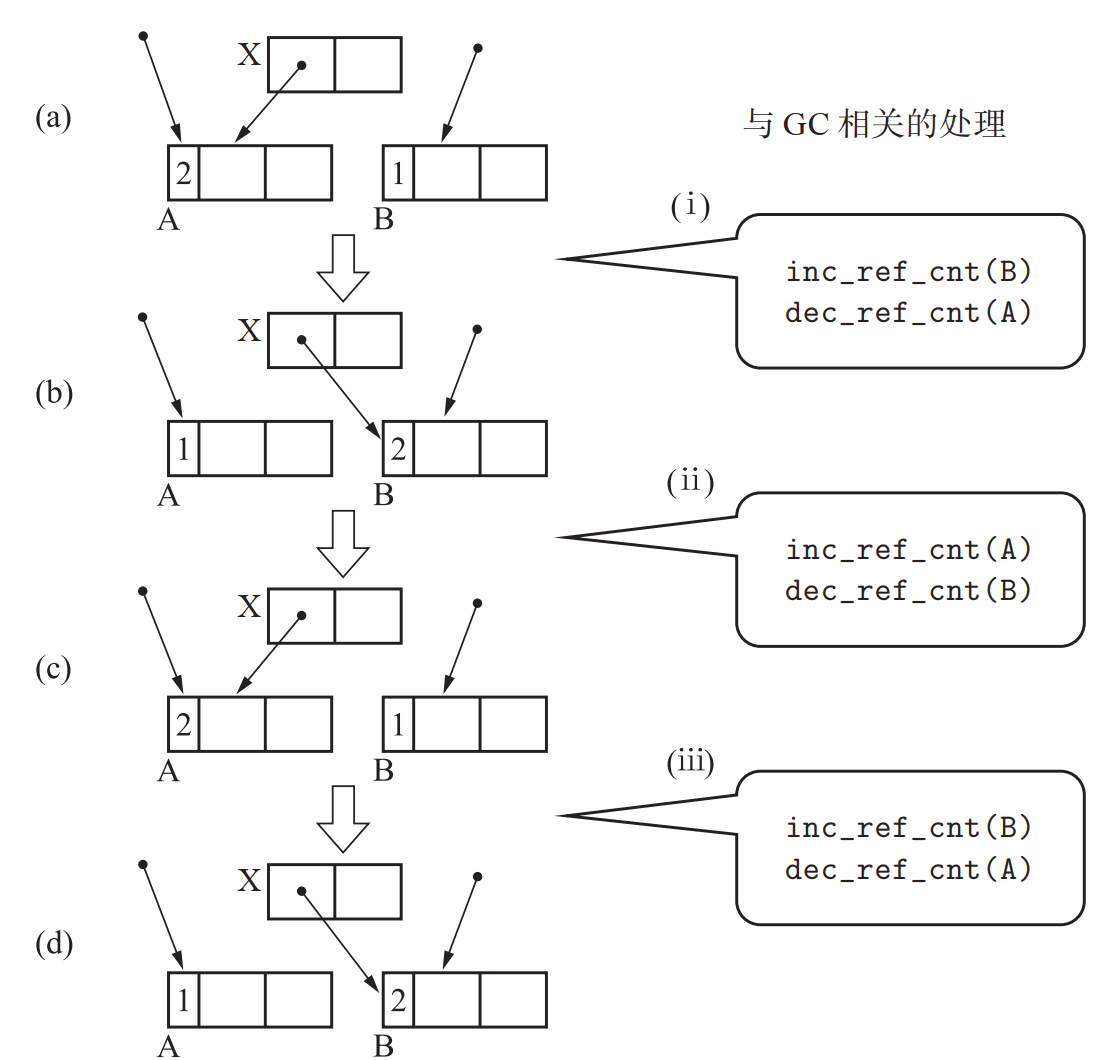 X
(a)
与 GC 相关的处理
2
1
A
B
(i)
inc_ref_cnt(B)
dec_ref_cnt(A)
X
(b)
1
2
A
B
(ii)
inc_ref_cnt(A)
dec_ref_cnt(B)
X
(c)
2
1
A
B
(iii)
inc_ref_cnt(B)
dec_ref_cnt(A)
X
(d)
1
2
A
B